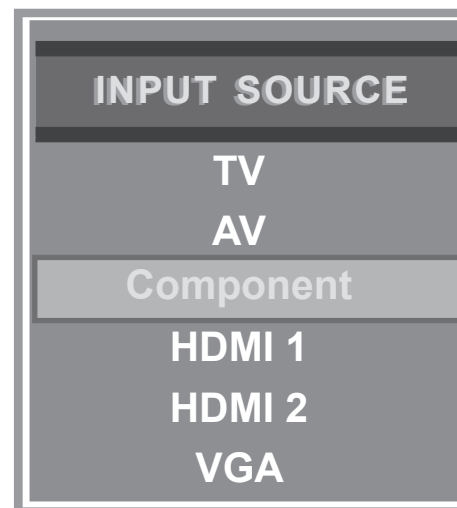 INPUT SOURCE
TV
AV
Component
HDMI 1
HDMI 2
VGA